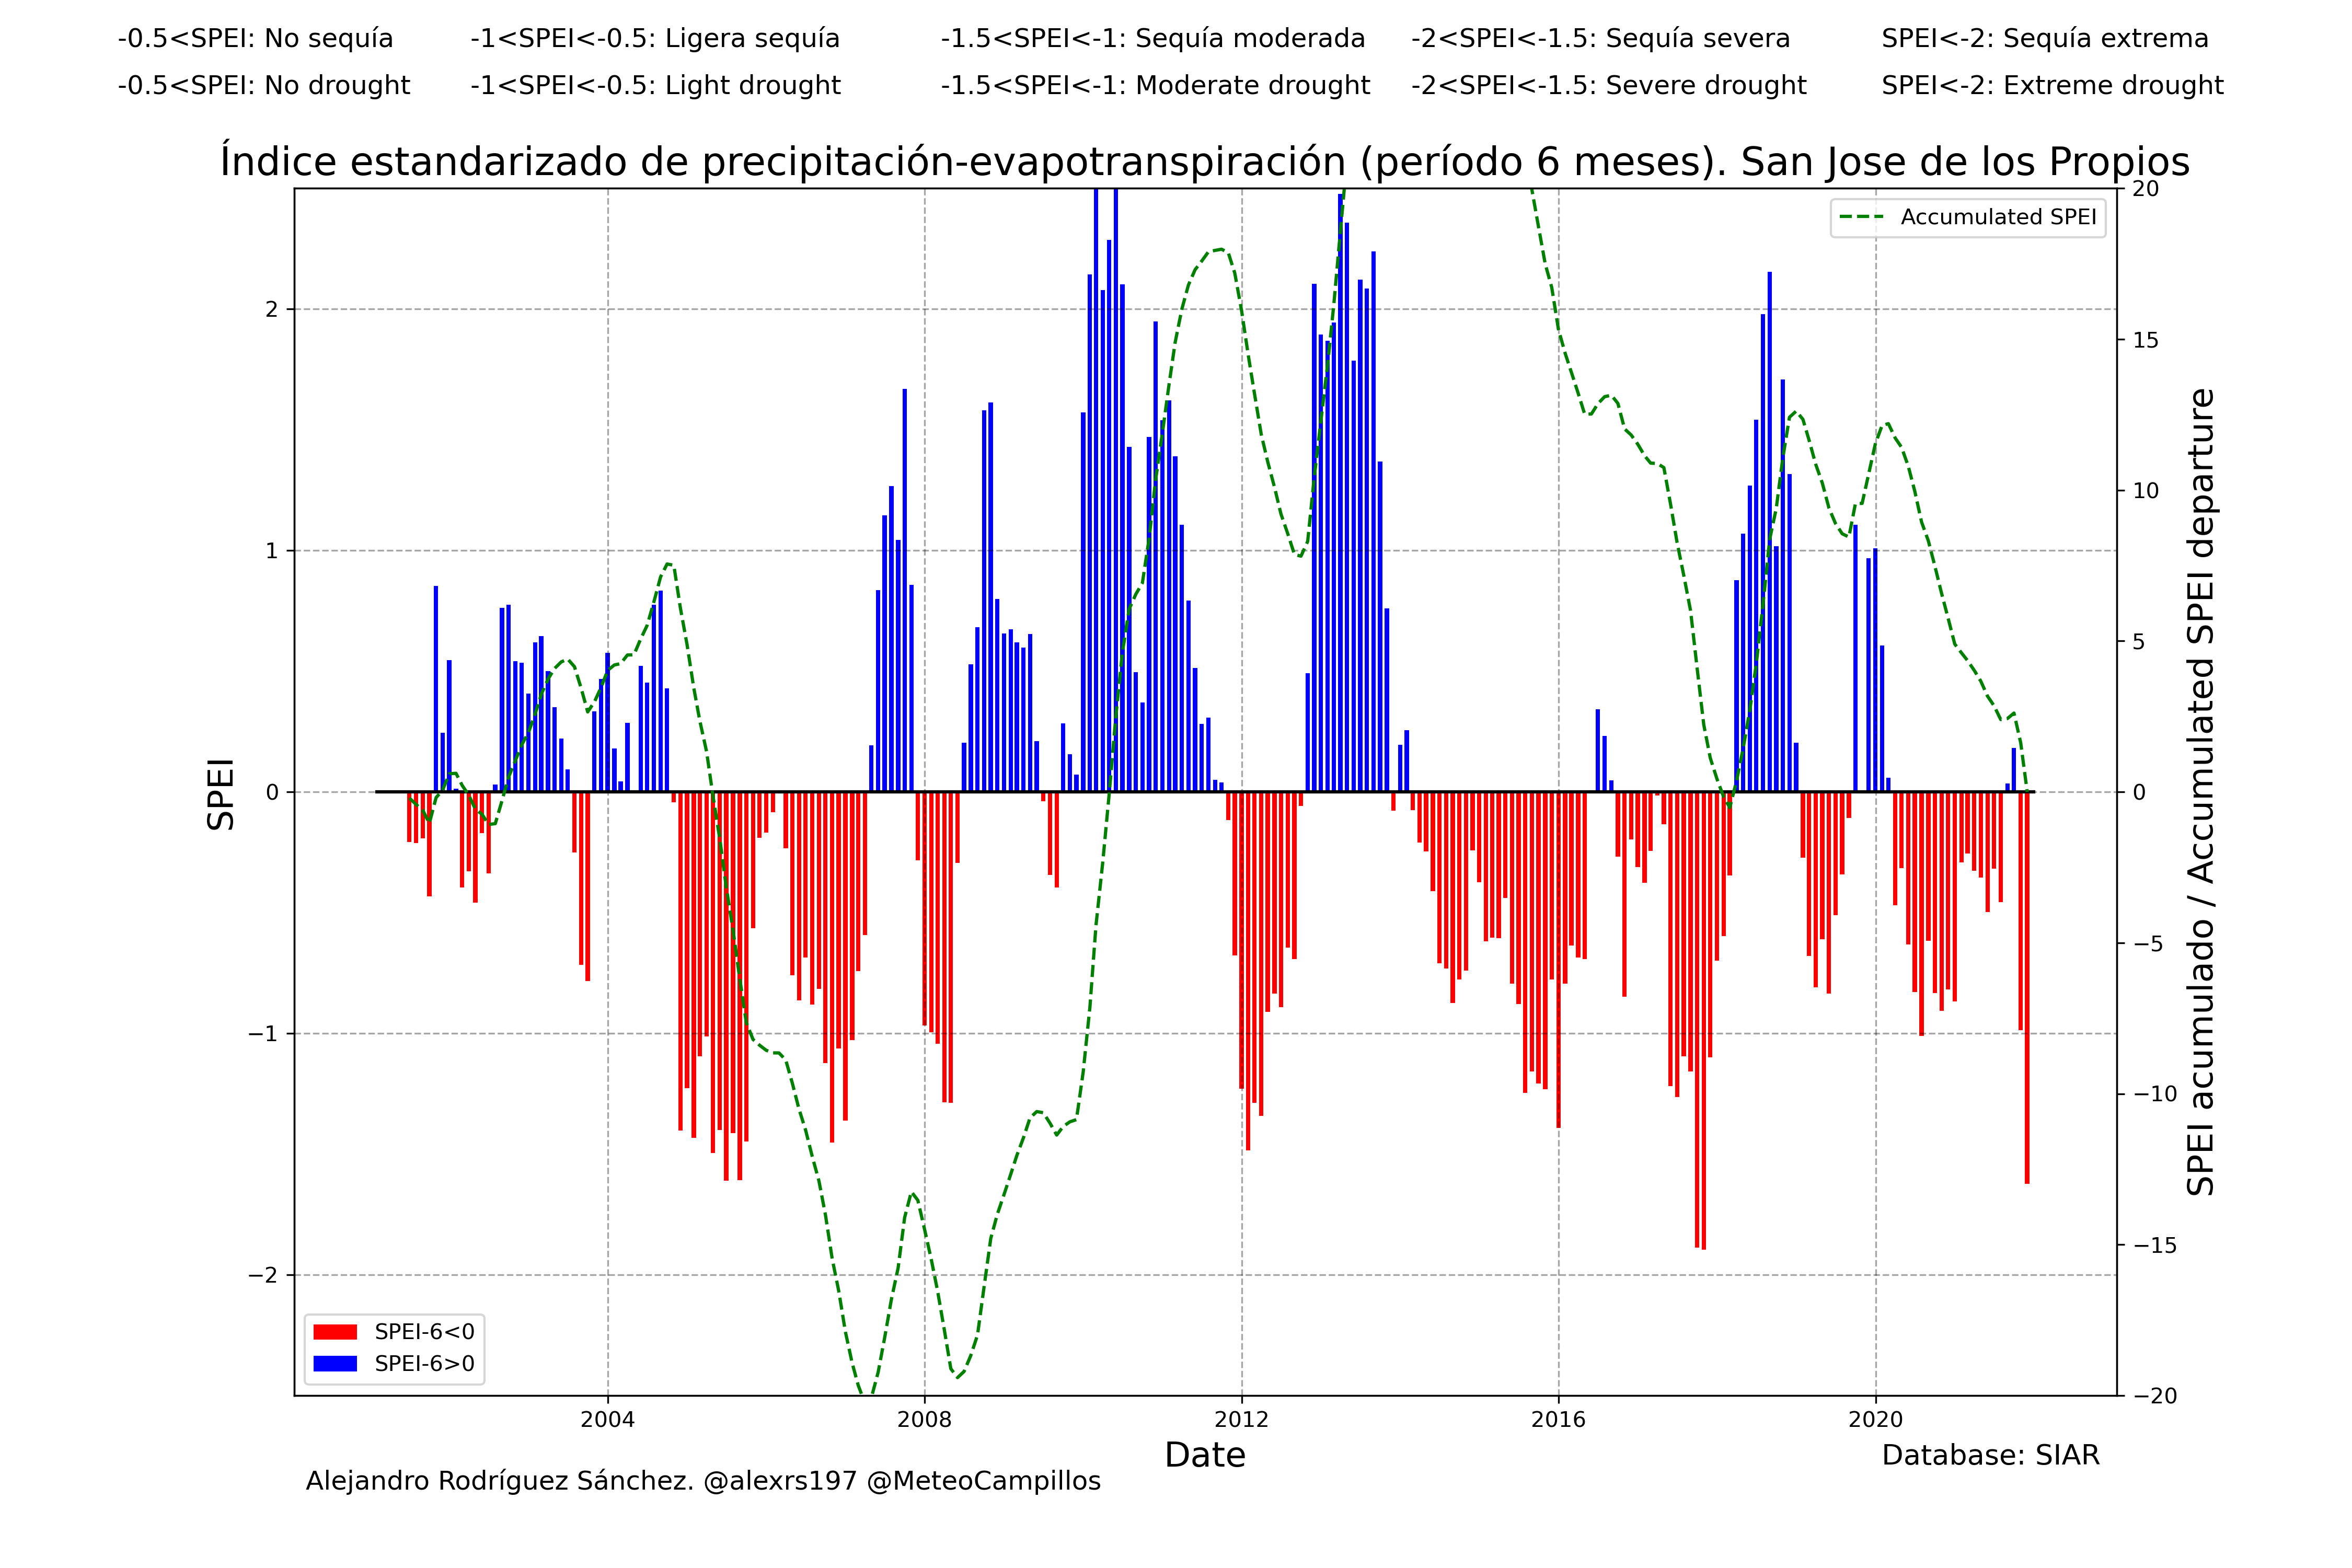 -0.5<SPEI: No sequía -1<SPEI<-0.5: Ligera sequía -1.5<SPEI<-1: Sequía moderada -2<SPEI<-1.5: Sequía severa SPEI<-2: Sequía extrema
-0.5<SPEI: No drought -1<SPEI<-0.5: Light drought -1.5<SPEI<-1: Moderate drought -2<SPEI<-1.5: Severe drought SPEI<-2: Extreme drought
Índice estandarizado de precipitación-evapotranspiración (período 6 meses). San Jose de los Propios
Accumulated SPEI
2
1
0
−1
−2
SPEI
20
15
10
5
0
−5
−10
−15
−20
SPEI acumulado / Accumulated SPEI departure
SPEI-6<0
SPEI-6>0
2004 2008 2012 2016 2020
Date
Database: SIAR
Alejandro Rodríguez Sánchez. @alexrs197 @MeteoCampillos